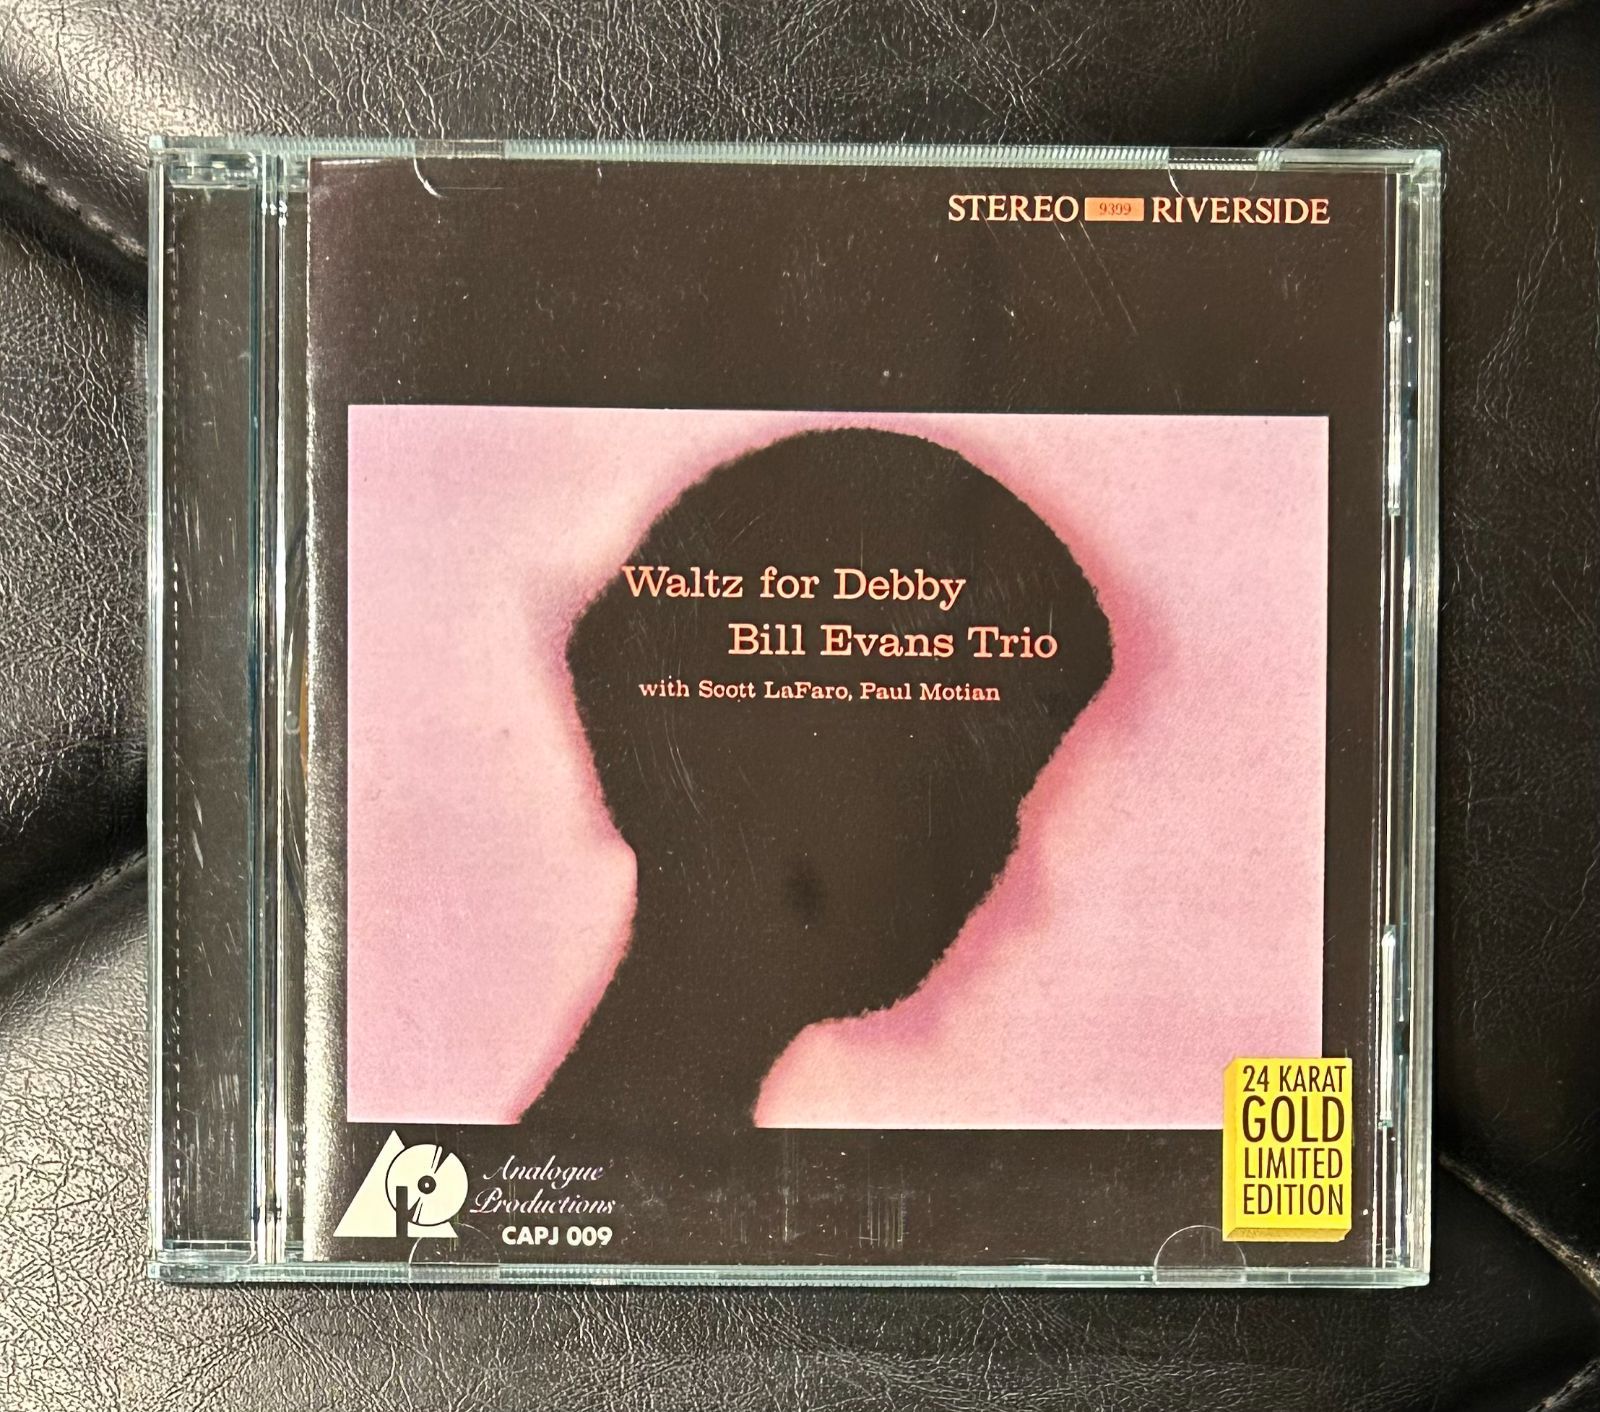 STEREO 9399 RIVERSIDE
Waltz for Debby
Bill Evans Trio
with Scott LaFaro, Paul Motian
Analogue
Productions
CAPJ 009
24 KARAT
GOLD
LIMITED
EDITION